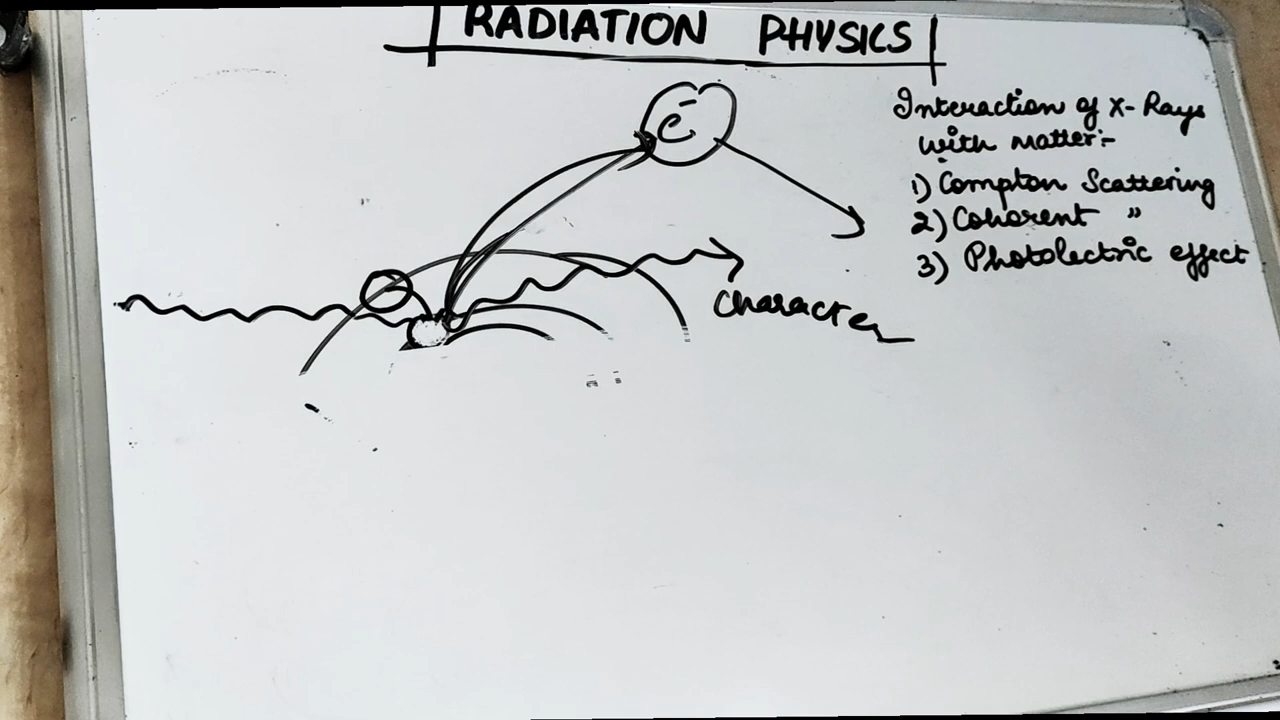 RADIATION PHYSICS
Interaction of X-Rays
with matter:-
1) Compton Scattering
2) Coherent "
3) Photolectric effect
e-
Character